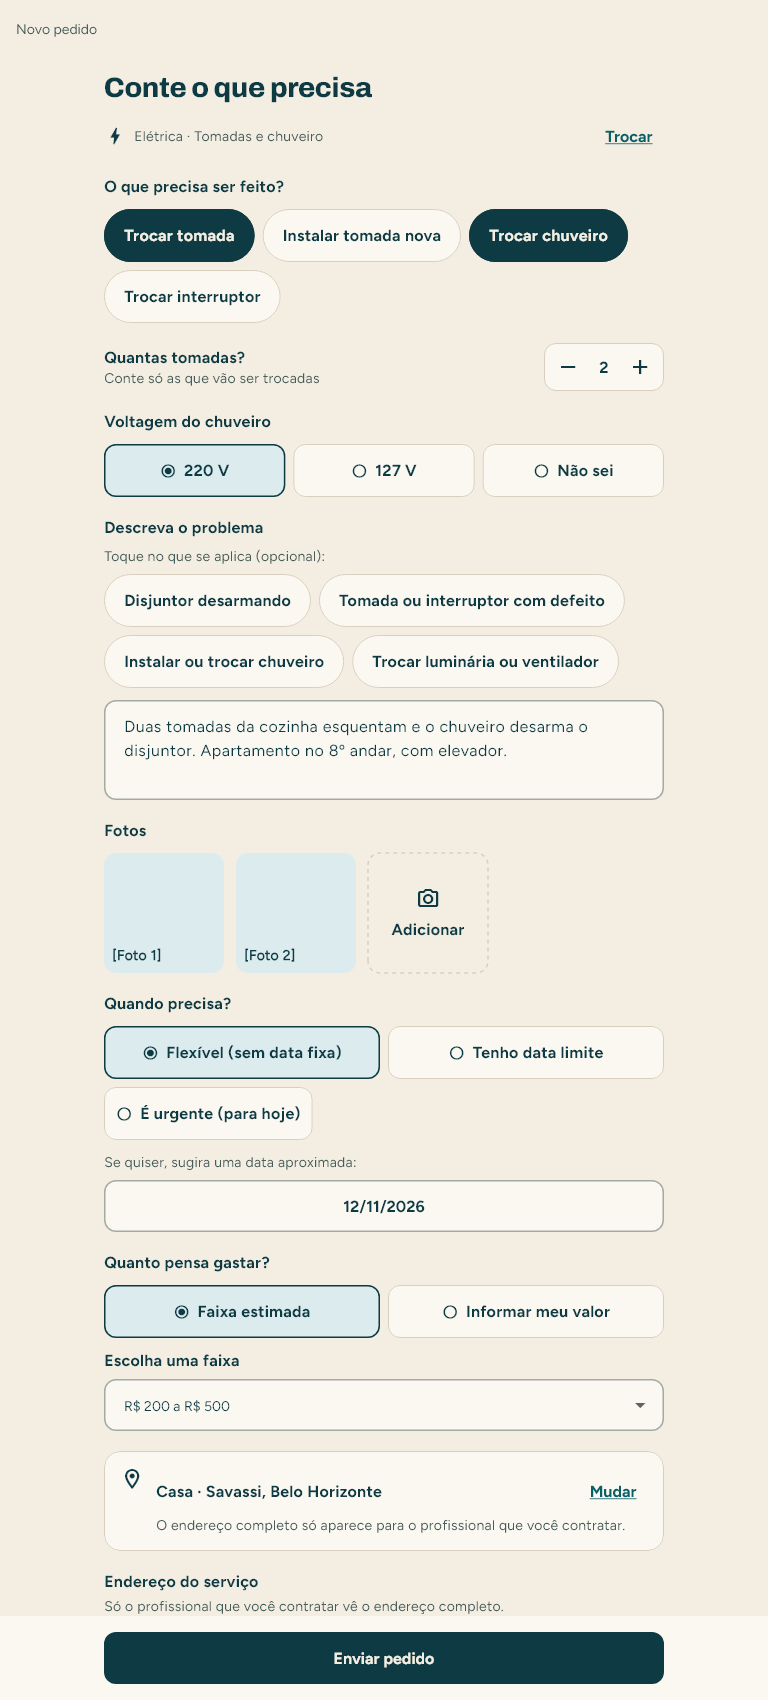 Novo pedido
Conte o que precisa
Elétrica · Tomadas e chuveiro
Trocar
O que precisa ser feito?
Trocar tomada
Instalar tomada nova
Trocar chuveiro
Trocar interruptor
Quantas tomadas?
Conte só as que vão ser trocadas
2
Voltagem do chuveiro
220 V
127 V
Não sei
Descreva o problema
Toque no que se aplica (opcional):
Disjuntor desarmando
Tomada ou interruptor com defeito
Instalar ou trocar chuveiro
Trocar luminária ou ventilador
Duas tomadas da cozinha esquentam e o chuveiro desarma o
disjuntor. Apartamento no 8º andar, com elevador.
Fotos
[Foto 1]
[Foto 2]
Adicionar
Quando precisa?
Flexível (sem data fixa)
Tenho data limite
É urgente (para hoje)
Se quiser, sugira uma data aproximada:
12/11/2026
Quanto pensa gastar?
Faixa estimada
Informar meu valor
Escolha uma faixa
R$ 200 a R$ 500
Casa · Savassi, Belo Horizonte
Mudar
O endereço completo só aparece para o profissional que você contratar.
Endereço do serviço
Só o profissional que você contratar vê o endereço completo.
Enviar pedido